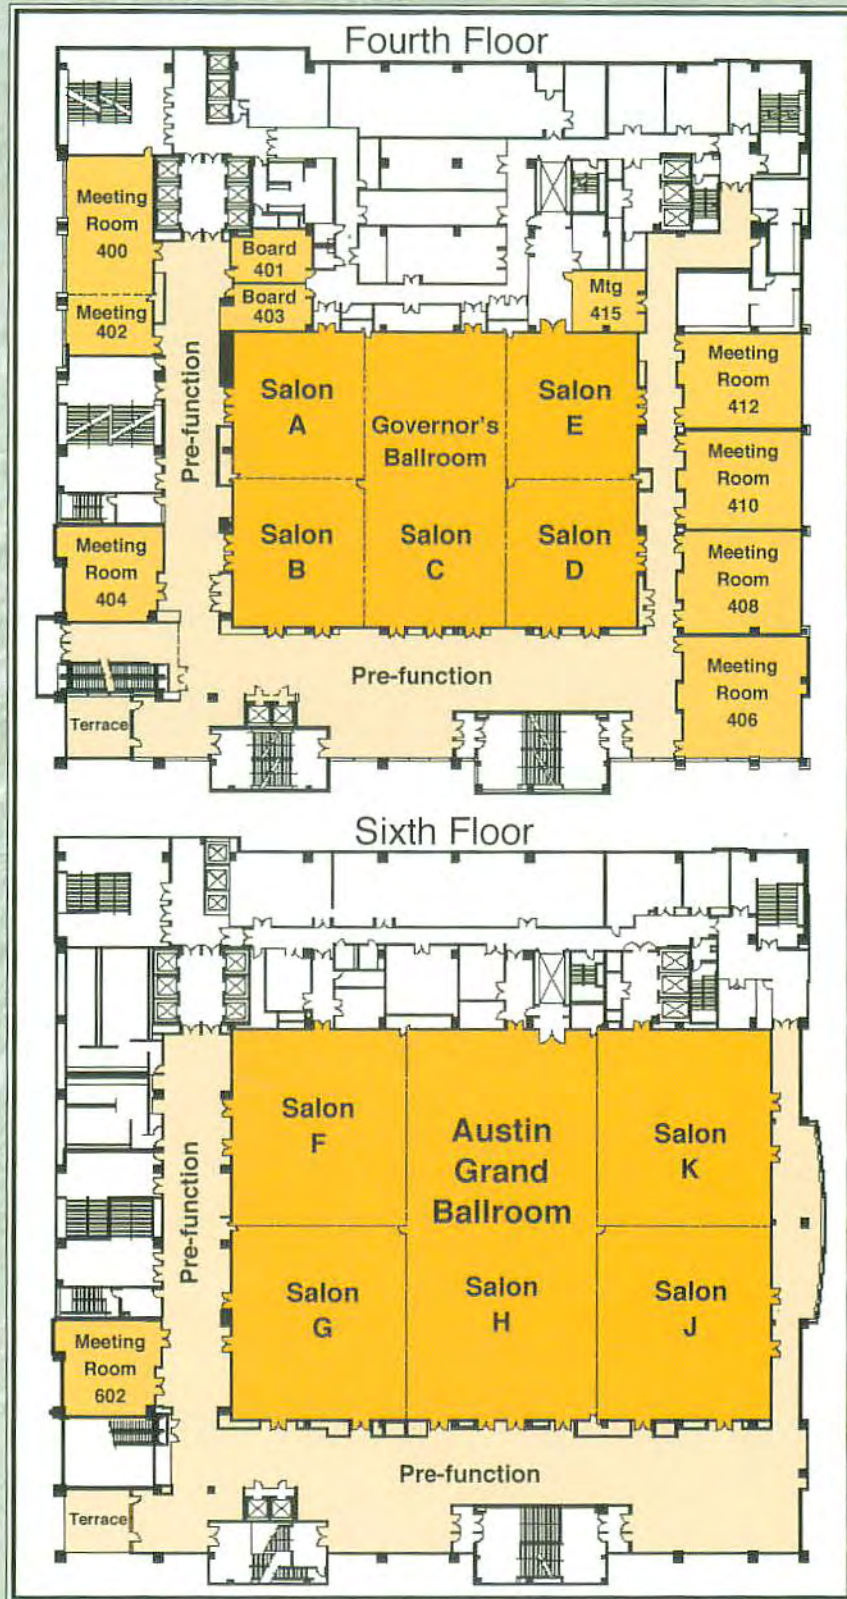 Fourth Floor
Meeting
Room
400
Meeting
402
Board
401
Board
403
Mtg
415
Pre-function
Salon
A
Governor's
Ballroom
Salon
E
Salon
B
Salon
C
Salon
D
Meeting
Room
412
Meeting
Room
410
Meeting
Room
408
Meeting
Room
406
Meeting
Room
404
Pre-function
Terrace
Sixth Floor
Pre-function
Salon
F
Austin
Grand
Ballroom
Salon
K
Salon
G
Salon
H
Salon
J
Meeting
Room
602
Pre-function
Terrace